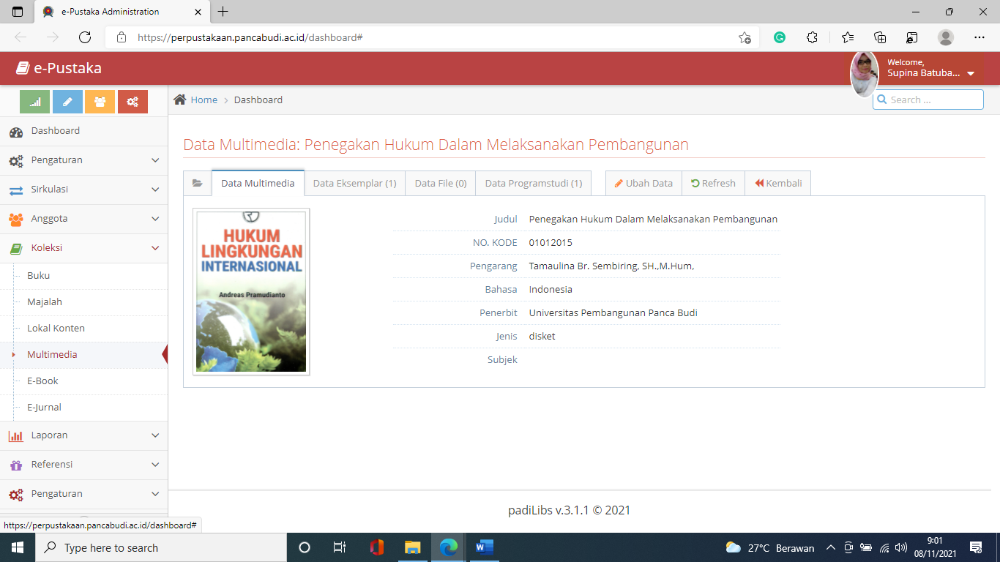 e-Pustaka Administration
https://perpustakaan.pancabudi.ac.id/dashboard#
e-Pustaka
Welcome,
Supina Batuba...
Home > Dashboard
Search ...
Dashboard
Pengaturan
Sirkulasi
Anggota
Koleksi
Buku
Majalah
Lokal Konten
Multimedia
E-Book
E-Jurnal
Laporan
Referensi
Pengaturan
Data Multimedia: Penegakan Hukum Dalam Melaksanakan Pembangunan
Data Multimedia Data Eksemplar (1) Data File (0) Data Programstudi (1) Ubah Data Refresh Kembali
HUKUM
LINGKUNGAN
INTERNASIONAL
Andreas Pramudianto
Judul Penegakan Hukum Dalam Melaksanakan Pembangunan
NO. KODE 01012015
Pengarang Tamaulina Br. Sembiring, SH.,M.Hum,
Bahasa Indonesia
Penerbit Universitas Pembangunan Panca Budi
Jenis disket
Subjek
padiLibs v.3.1.1 © 2021
https://perpustakaan.pancabudi.ac.id/dashboard#
Type here to search
27°C Berawan
9:01
08/11/2021